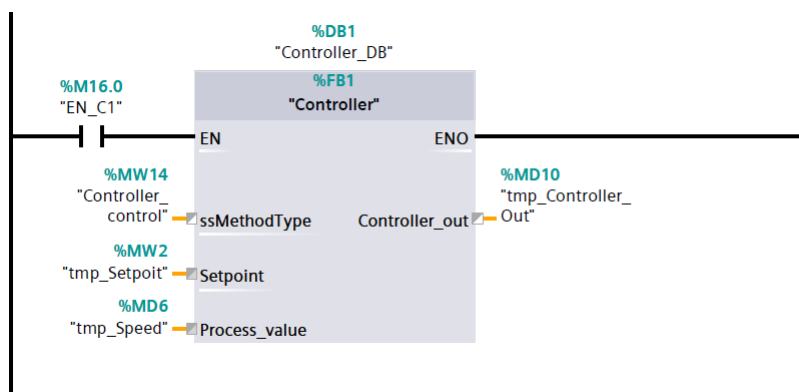 %DB1
"Controller_DB"
%FB1
"Controller"
%M16.0
"EN_C1"
EN
ENO
%MW14
"Controller_
control"
ssMethodType
%MD10
"tmp_Controller_
Out"
Controller_out
%MW2
"tmp_Setpoit"
Setpoint
%MD6
"tmp_Speed"
Process_value